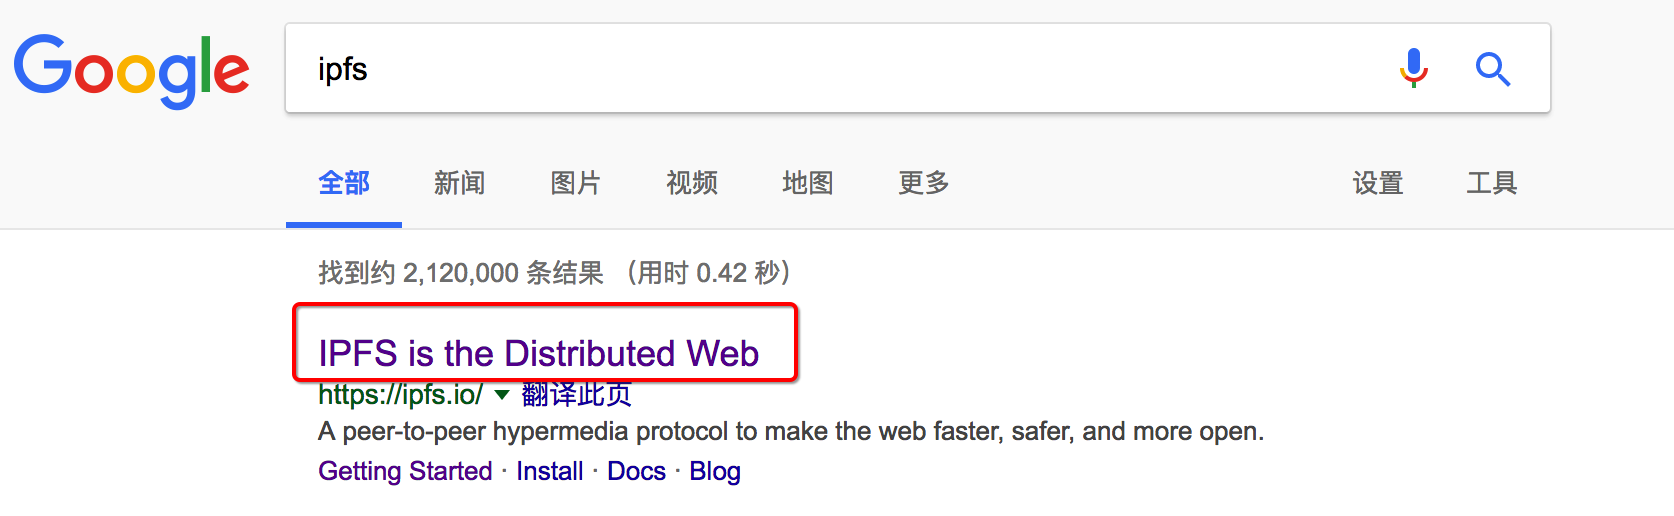 Google ipfs
全部 新闻 图片 视频 地图 更多 设置 工具
找到约 2,120,000 条结果 （用时 0.42 秒）
IPFS is the Distributed Web
https://ipfs.io/ 翻译此页
A peer-to-peer hypermedia protocol to make the web faster, safer, and more open.
Getting Started · Install · Docs · Blog